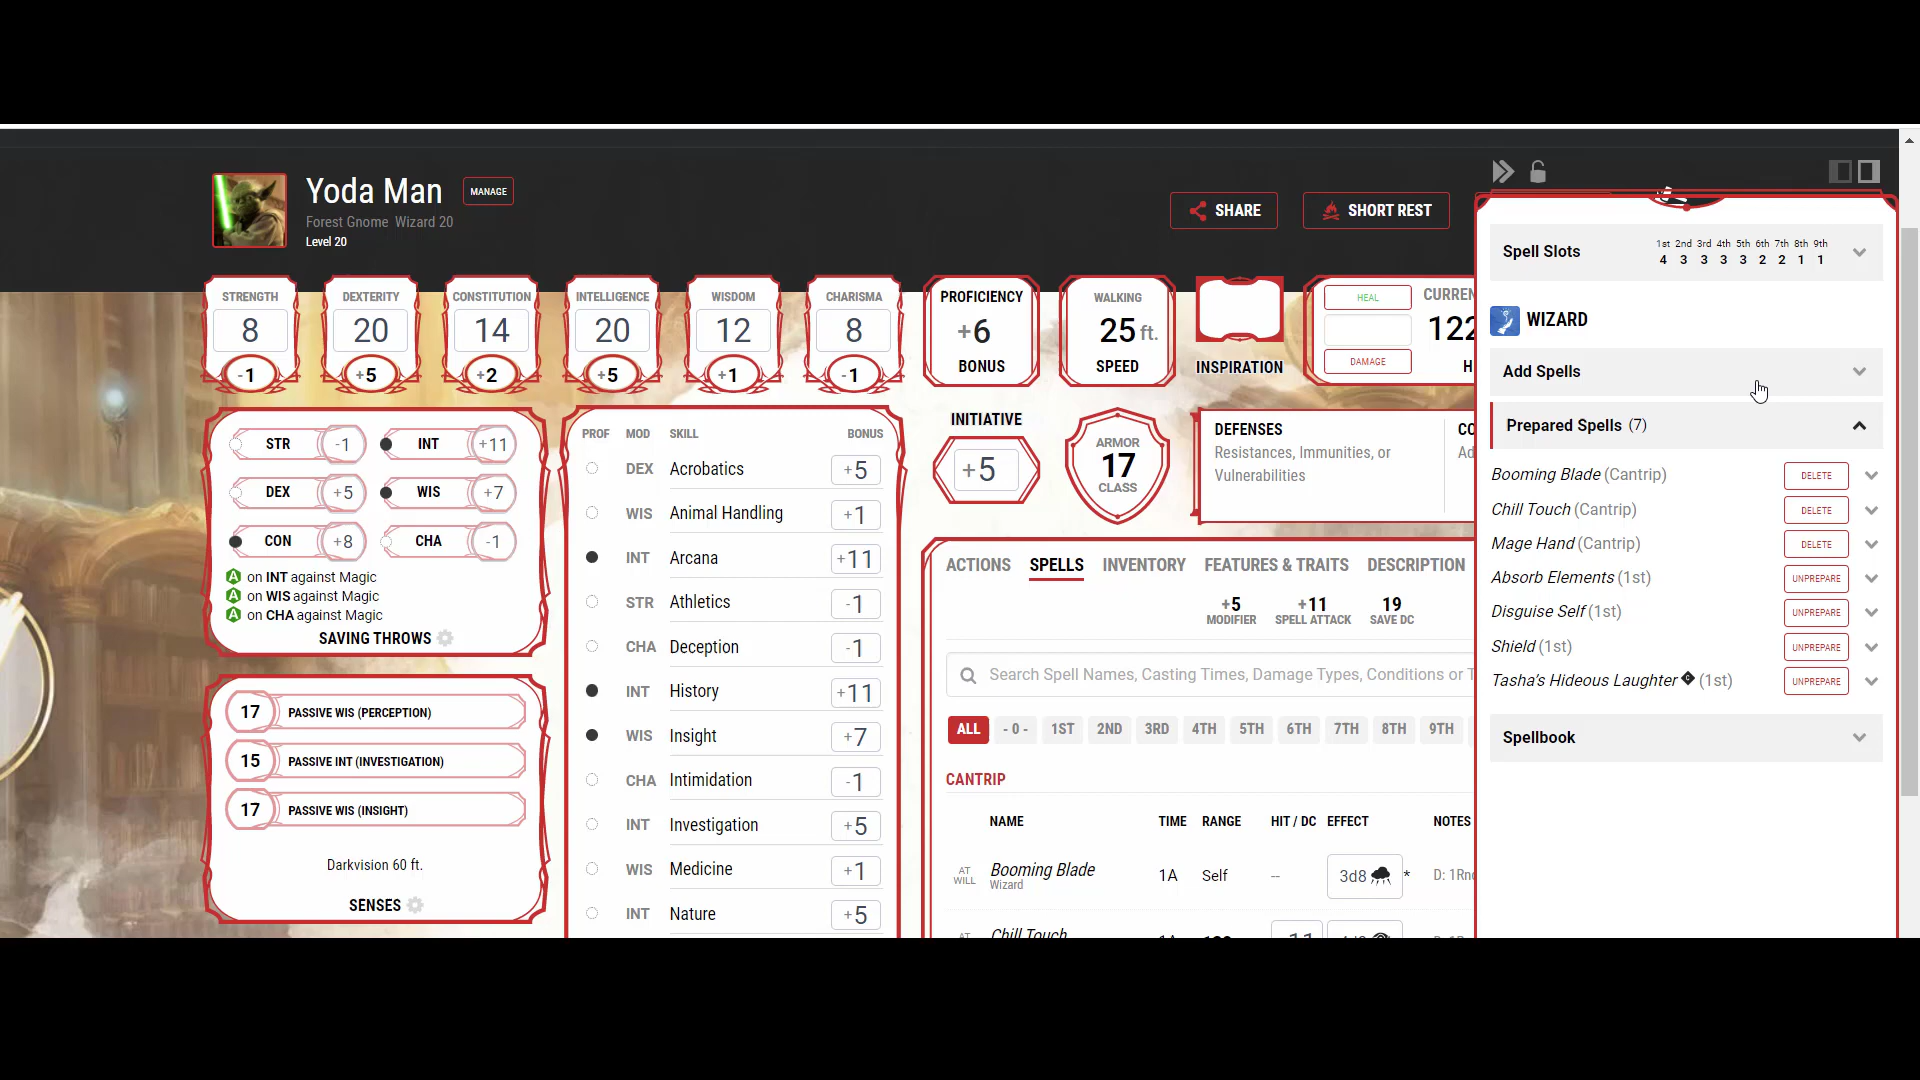 Yoda Man
MANAGE
Forest Gnome Wizard 20
Level 20
SHARE
SHORT REST
STRENGTH
8
-1
DEXTERITY
20
+5
CONSTITUTION
14
+2
INTELLIGENCE
20
+5
WISDOM
12
+1
CHARISMA
8
-1
PROFICIENCY
+6
BONUS
WALKING
25 ft.
SPEED
INSPIRATION
HEAL
DAMAGE
CURREN
122
H
STR -1
INT +11
DEX +5
WIS +7
CON +8
CHA -1
A on INT against Magic
A on WIS against Magic
A on CHA against Magic
SAVING THROWS
17 PASSIVE WIS (PERCEPTION)
15 PASSIVE INT (INVESTIGATION)
17 PASSIVE WIS (INSIGHT)
Darkvision 60 ft.
SENSES
PROF MOD SKILL BONUS
DEX Acrobatics +5
WIS Animal Handling +1
INT Arcana +11
STR Athletics -1
CHA Deception -1
INT History +11
WIS Insight +7
CHA Intimidation -1
INT Investigation +5
WIS Medicine +1
INT Nature +5
INITIATIVE
+5
ARMOR
17
CLASS
DEFENSES
Resistances, Immunities, or
Vulnerabilities
CO
Ad
ACTIONS SPELLS INVENTORY FEATURES & TRAITS DESCRIPTION
+5
MODIFIER
+11
SPELL ATTACK
19
SAVE DC
Search Spell Names, Casting Times, Damage Types, Conditions or T
ALL - 0 - 1ST 2ND 3RD 4TH 5TH 6TH 7TH 8TH 9TH
CANTRIP
NAME TIME RANGE HIT / DC EFFECT NOTES
AT
WILL
Booming Blade
Wizard
1A Self -- 3d8 * D: 1Rnd
Chill Touch
Spell Slots
1st 2nd 3rd 4th 5th 6th 7th 8th 9th
4 3 3 3 3 2 2 1 1
WIZARD
Add Spells
Prepared Spells (7)
Booming Blade (Cantrip) DELETE
Chill Touch (Cantrip) DELETE
Mage Hand (Cantrip) DELETE
Absorb Elements (1st) UNPREPARE
Disguise Self (1st) UNPREPARE
Shield (1st) UNPREPARE
Tasha's Hideous Laughter C (1st) UNPREPARE
Spellbook